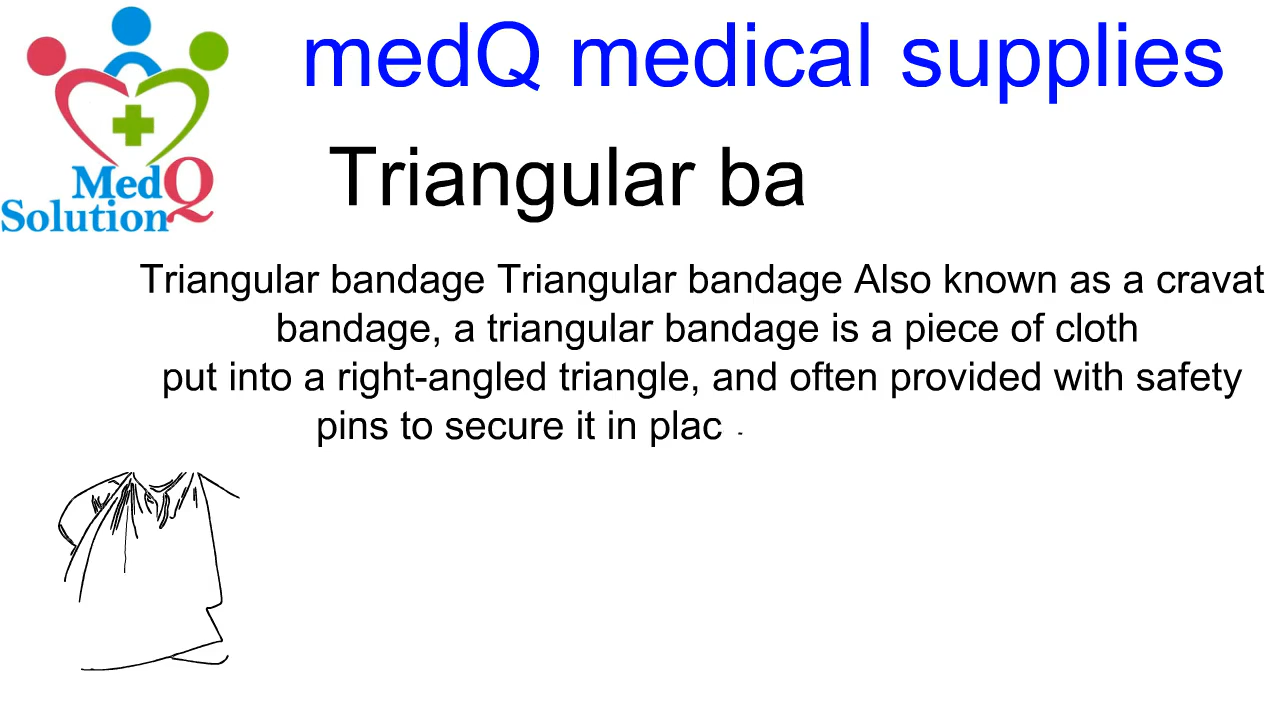 medQ medical supplies
MedQ
Solution
Triangular ba
Triangular bandage Triangular bandage Also known as a cravat
bandage, a triangular bandage is a piece of cloth
put into a right-angled triangle, and often provided with safety
pins to secure it in plac -